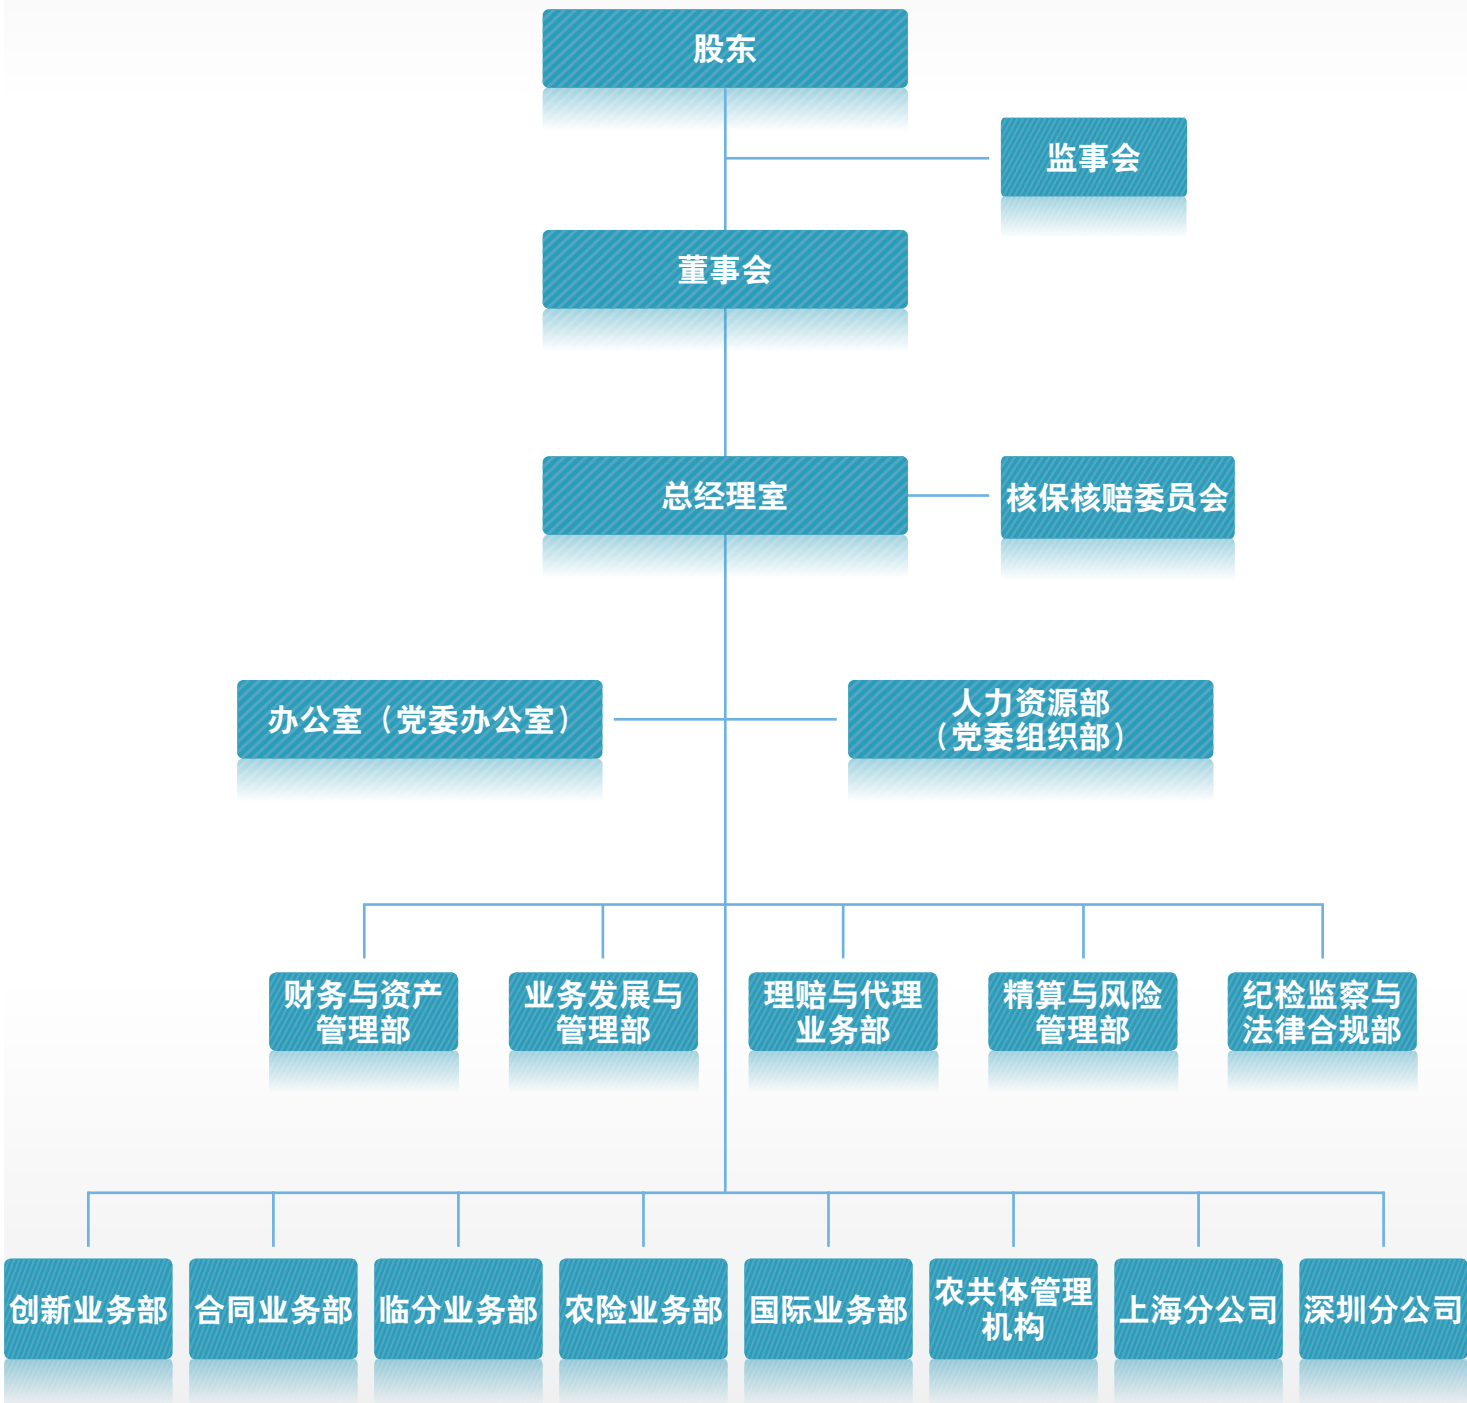 股东
监事会
董事会
总经理室
核保核赔委员会
办公室（党委办公室）
人力资源部
（党委组织部）
财务与资产
管理部
业务发展与
管理部
理赔与代理
业务部
精算与风险
管理部
纪检监察与
法律合规部
创新业务部
合同业务部
临分业务部
农险业务部
国际业务部
农共体管理
机构
上海分公司
深圳分公司